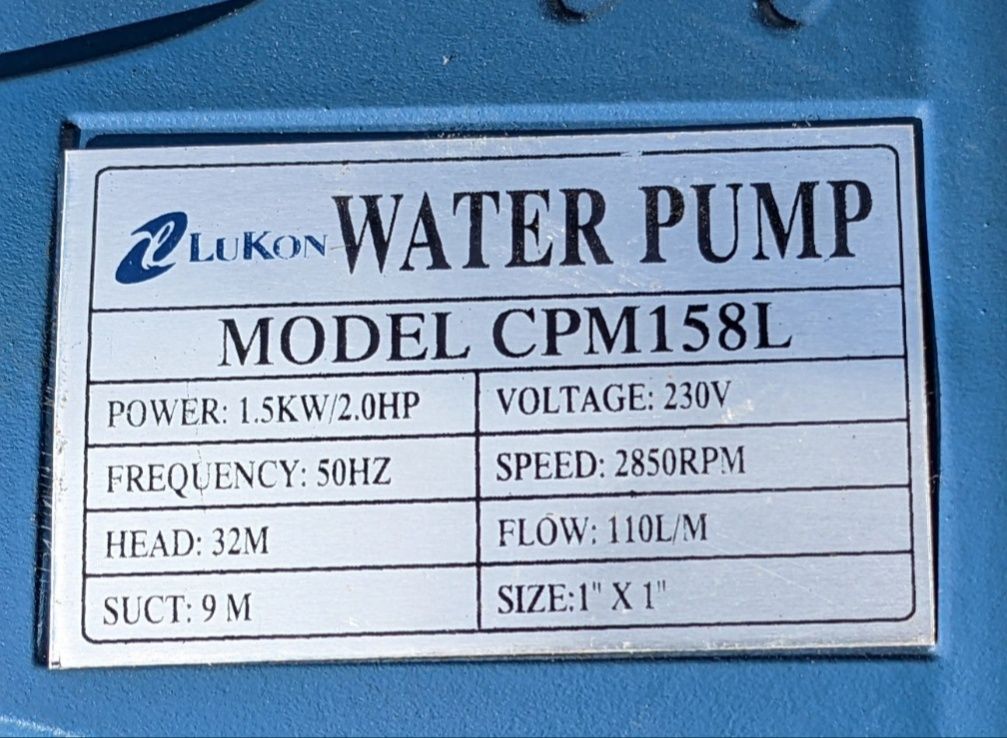 LUKON WATER PUMP
MODEL CPM158L
POWER: 1.5KW/2.0HP VOLTAGE: 230V
FREQUENCY: 50HZ SPEED: 2850RPM
HEAD: 32M FLOW: 110L/M
SUCT: 9 M SIZE:1" X 1"